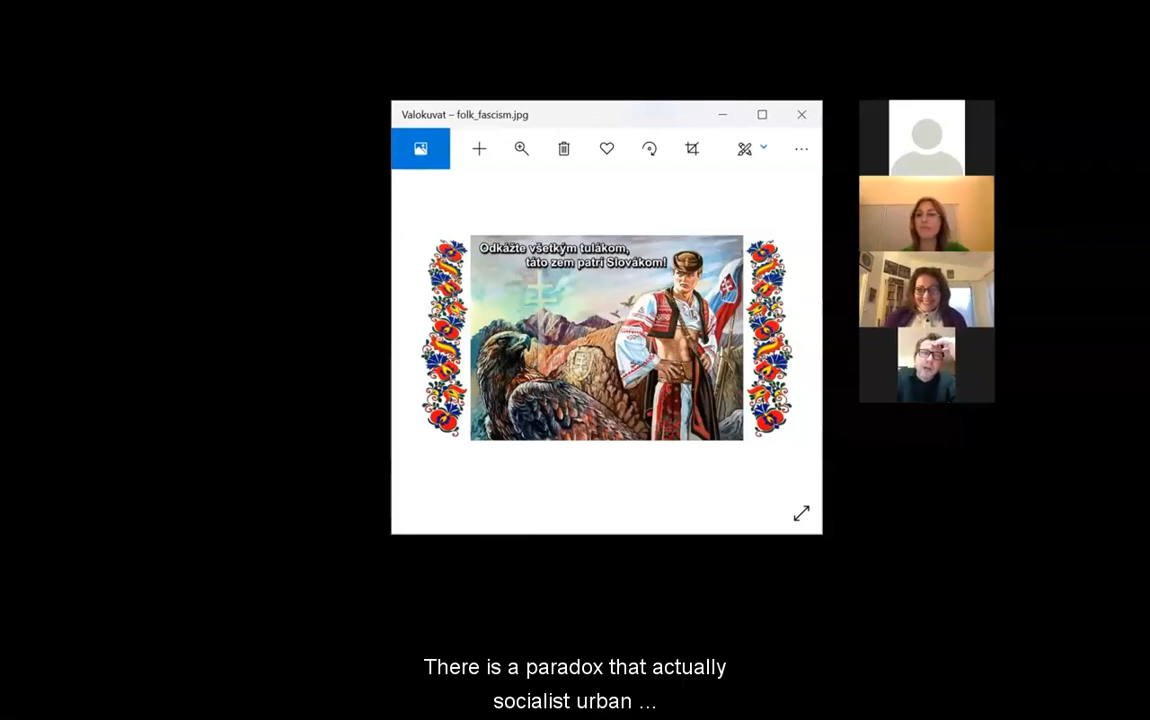 Valokuvat – folk_fascism.jpg
Odkážte všetkým tulákom,
táto zem patrí Slovákom!
There is a paradox that actually
socialist urban ...